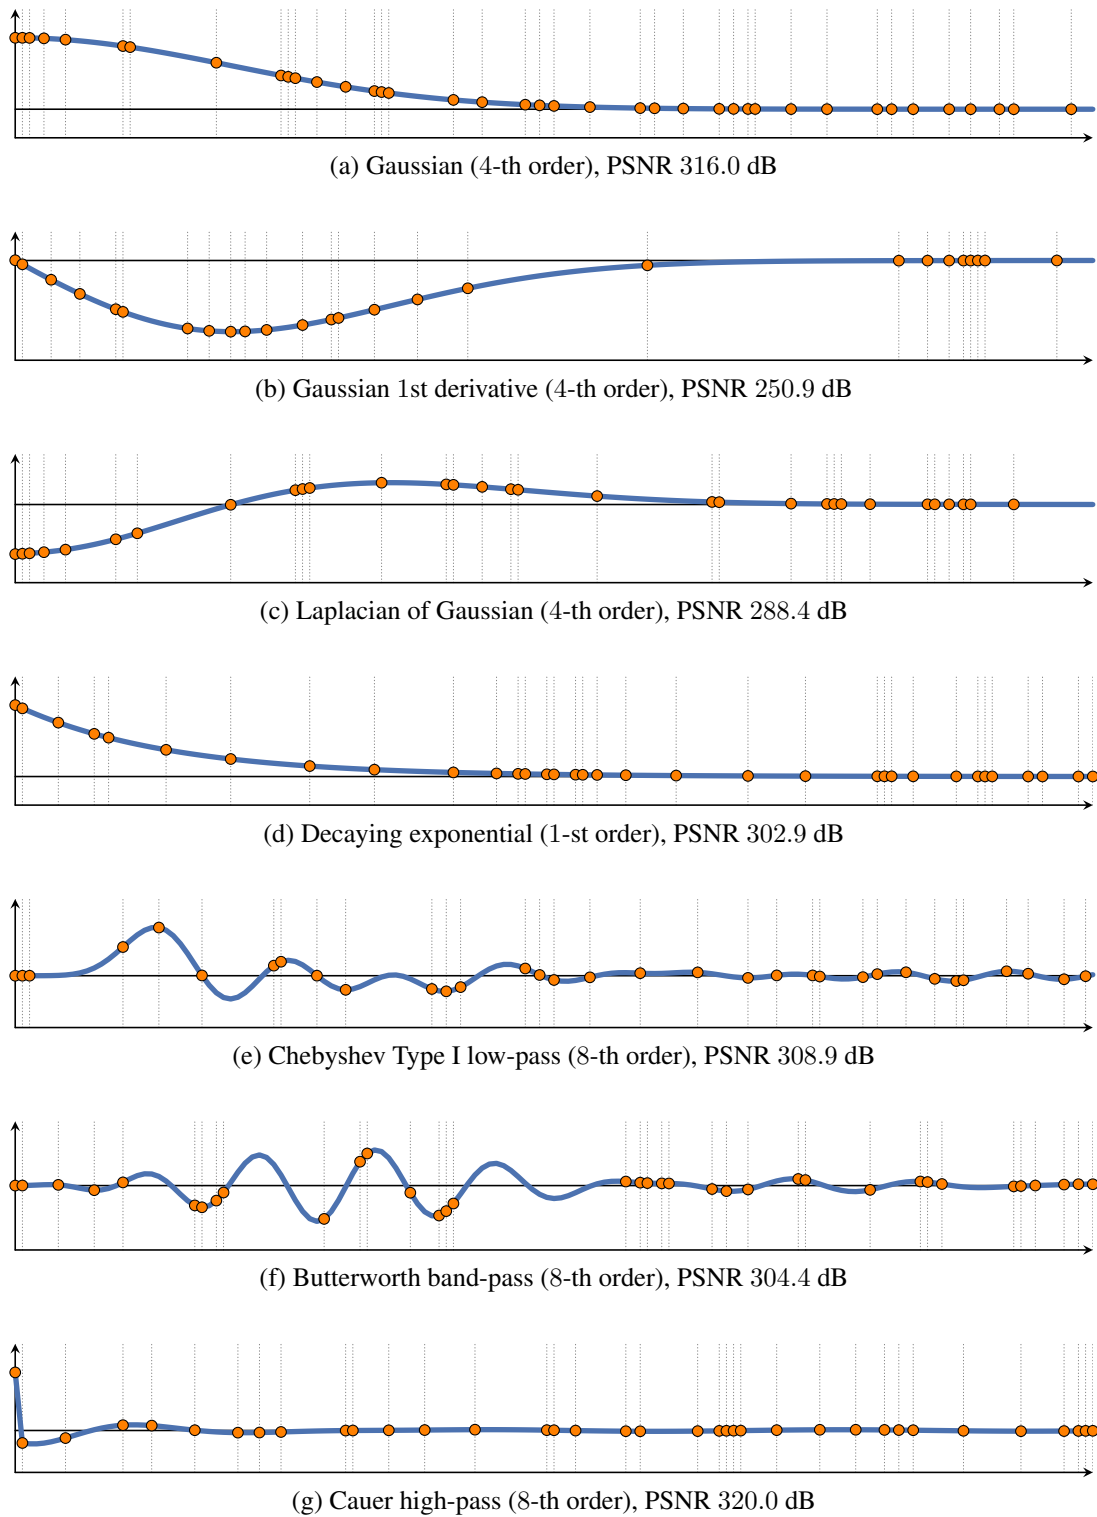 (a) Gaussian (4-th order), PSNR 316.0 dB
(b) Gaussian 1st derivative (4-th order), PSNR 250.9 dB
(c) Laplacian of Gaussian (4-th order), PSNR 288.4 dB
(d) Decaying exponential (1-st order), PSNR 302.9 dB
(e) Chebyshev Type I low-pass (8-th order), PSNR 308.9 dB
(f) Butterworth band-pass (8-th order), PSNR 304.4 dB
(g) Cauer high-pass (8-th order), PSNR 320.0 dB